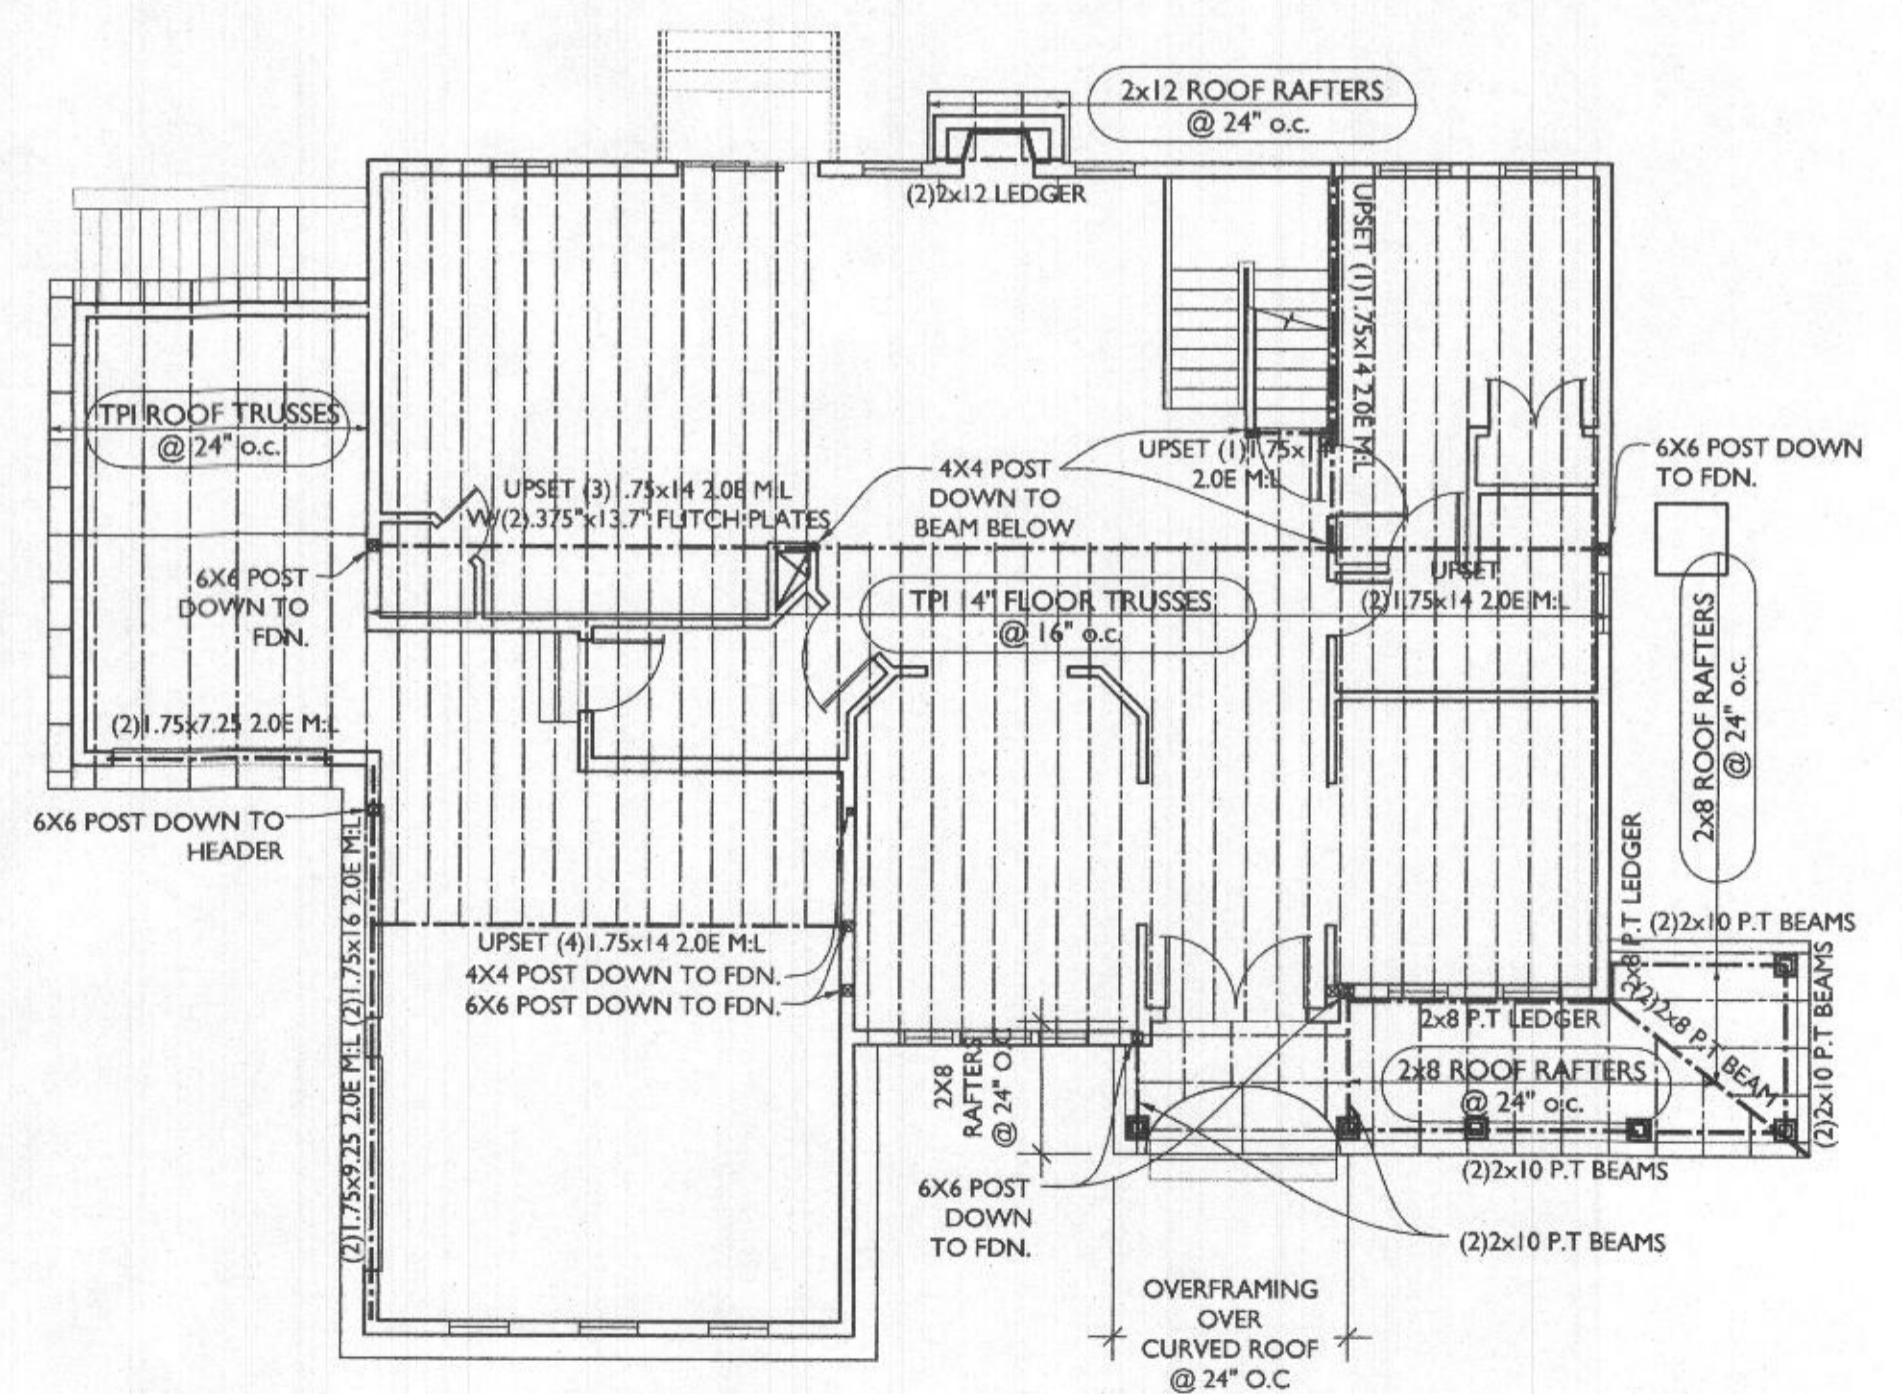 2x12 ROOF RAFTERS
@ 24" o.c.
(2)2x12 LEDGER
UPSET (1)1.75x14 2.0E M:L
TPI ROOF TRUSSES
@ 24" o.c.
UPSET (3)1.75x14 2.0E M:L
W/(2).375"x13.7" FLITCH PLATES
4X4 POST
DOWN TO
BEAM BELOW
UPSET (1)1.75x
2.0E M:L
6X6 POST DOWN
TO FDN.
6X6 POST
DOWN TO
FDN.
TPI 14" FLOOR TRUSSES
@ 16" o.c.
UPSET
(2)1.75x14 2.0E M:L
2x8 ROOF RAFTERS
@ 24" o.c.
(2)1.75x7.25 2.0E M:L
6X6 POST DOWN TO
HEADER
(2)1.75x16 2.0E M:L
(2)1.75x9.25 2.0E M:L
UPSET (4)1.75x14 2.0E M:L
4X4 POST DOWN TO FDN.
6X6 POST DOWN TO FDN.
2x8 P.T LEDGER
(2)2x10 P.T BEAMS
(2)2x10 P.T BEAMS
2x8 P.T LEDGER
(2)2x8 P.T BEAM
2x8 ROOF RAFTERS
@ 24" o.c.
2X8
RAFTERS
@ 24" O.C
(2)2x10 P.T BEAMS
6X6 POST
DOWN
TO FDN.
(2)2x10 P.T BEAMS
OVERFRAMING
OVER
CURVED ROOF
@ 24" O.C